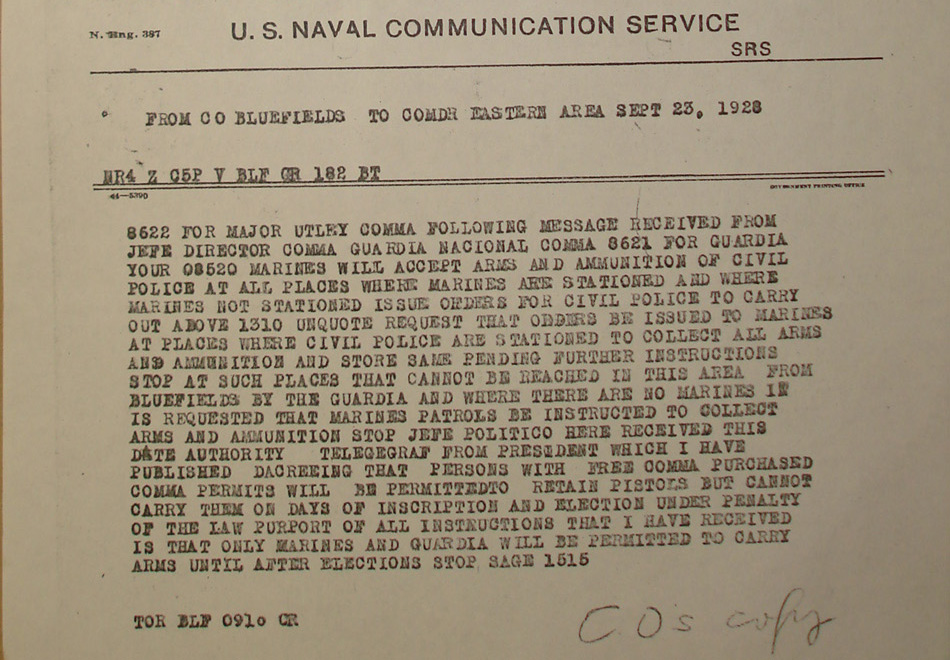 N. Eng. 387
U. S. NAVAL COMMUNICATION SERVICE
SRS
FROM CO BLUEFIELDS TO COMDR EASTERN AREA SEPT 23, 1928
NR4 Z C5P V BLF GR 182 BT
44-5390
GOVERNMENT PRINTING OFFICE
8622 FOR MAJOR UTLEY COMMA FOLLOWING MESSAGE RECEIVED FROM
JEFE DIRECTOR COMMA GUARDIA NACIONAL COMMA 8621 FOR GUARDIA
YOUR 08520 MARINES WILL ACCEPT ARMS AND AMMUNITION OF CIVIL
POLICE AT ALL PLACES WHERE MARINES ARE STATIONED AND WHERE
MARINES NOT STATIONED ISSUE ORDERS FOR CIVIL POLICE TO CARRY
OUT ABOVE 1310 UNQUOTE REQUEST THAT ORDERS BE ISSUED TO MARINES
AT PLACES WHERE CIVIL POLICE ARE STATIONED TO COLLECT ALL ARMS
AND AMMUNITION AND STORE SAME PENDING FURTHER INSTRUCTIONS
STOP AT SUCH PLACES THAT CANNOT BE REACHED IN THIS AREA FROM
BLUEFIELDS BY THE GUARDIA AND WHERE THERE ARE NO MARINES IT
IS REQUESTED THAT MARINES PATROLS BE INSTRUCTED TO COLLECT
ARMS AND AMMUNITION STOP JEFE POLITICO HERE RECEIVED THIS
DATE AUTHORITY TELEGEGRAF FROM PRESIDENT WHICH I HAVE
PUBLISHED DACREEING THAT PERSONS WITH FREE COMMA PURCHASED
COMMA PERMITS WILL BE PERMITTEDTO RETAIN PISTOLS BUT CANNOT
CARRY THEM ON DAYS OF INSCRIPTION AND ELECTION UNDER PENALTY
OF THE LAW PURPORT OF ALL INSTRUCTIONS THAT I HAVE RECEIVED
IS THAT ONLY MARINES AND GUARDIA WILL BE PERMITTED TO CARRY
ARMS UNTIL AFTER ELECTIONS STOP SAGE 1515
TOR BLF 0910 CR
C.O's copy